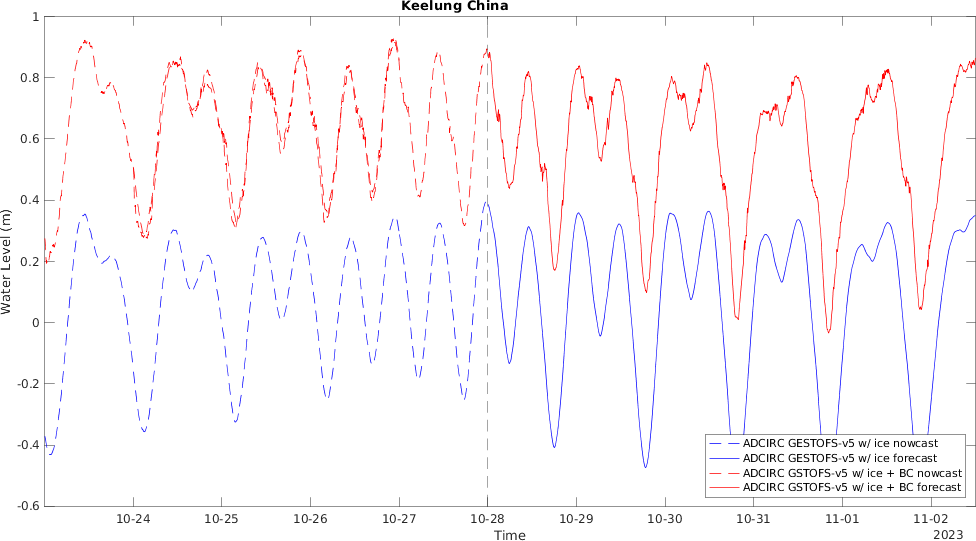 Keelung China
1
0.8
0.6
0.4
0.2
0
-0.2
-0.4
-0.6
Water Level (m)
ADCIRC GESTOFS-v5 w/ ice nowcast
ADCIRC GESTOFS-v5 w/ ice forecast
ADCIRC GSTOFS-v5 w/ ice + BC nowcast
ADCIRC GSTOFS-v5 w/ ice + BC forecast
10-24 10-25 10-26 10-27 10-28 10-29 10-30 10-31 11-01 11-02
Time
2023